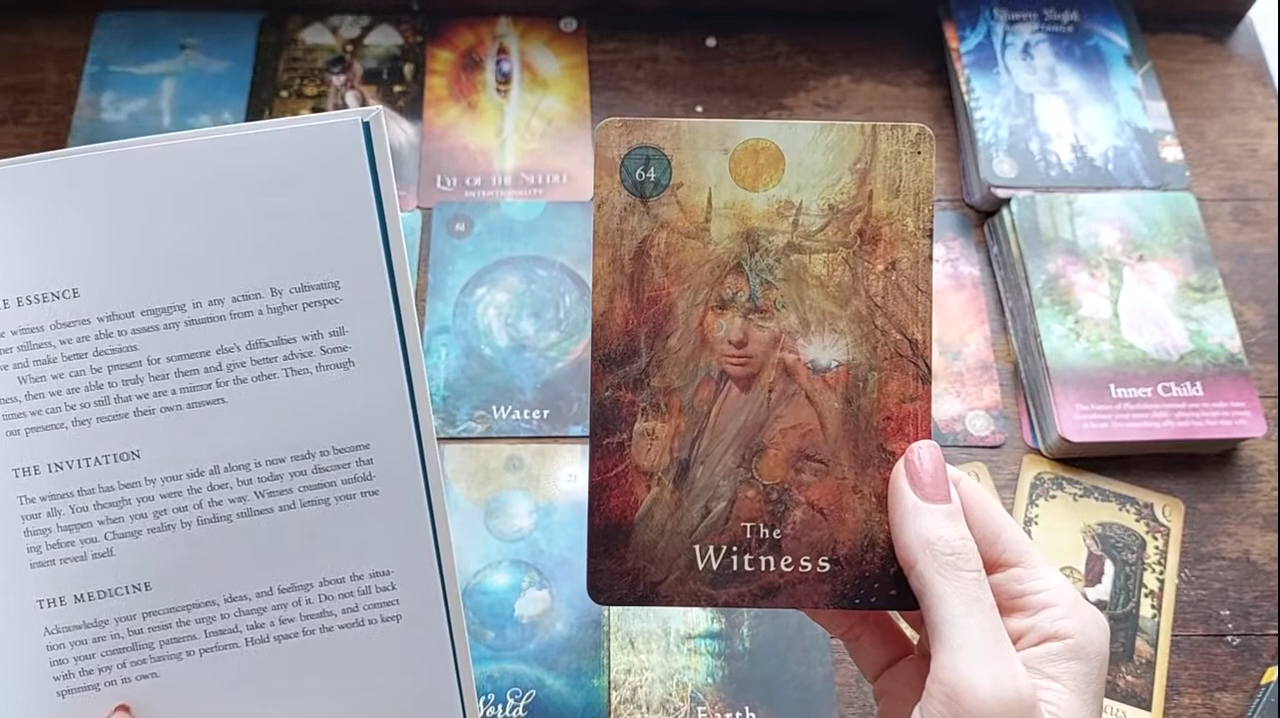 E ESSENCE
e witness observes without engaging in any action. By cultivating
ner stillness, we are able to assess any situation from a higher perspec-
ve and make better decisions.
When we can be present for someone else's difficulties with still-
ness, then we are able to truly hear them and give better advice. Some-
times we can be so still that we are a mirror for the other. Then, through
our presence, they receive their own answers.
THE INVITATION
The witness that has been by your side all along is now ready to become
your ally. You thought you were the doer, but today you discover that
things happen when you get out of the way. Witness creation unfold-
ing before you. Change reality by finding stillness and letting your true
intent reveal itself.
THE MEDICINE
Acknowledge your preconceptions, ideas, and feelings about the situa-
tion you are in, but resist the urge to change any of it. Do not fall back
into your controlling patterns. Instead, take a few breaths, and connect
with the joy of not having to perform. Hold space for the world to keep
spinning on its own.
EYE OF THE NEEDLE
INTENTIONALITY
Water
World
Earth
64
The
Witness
Night
Inner Child